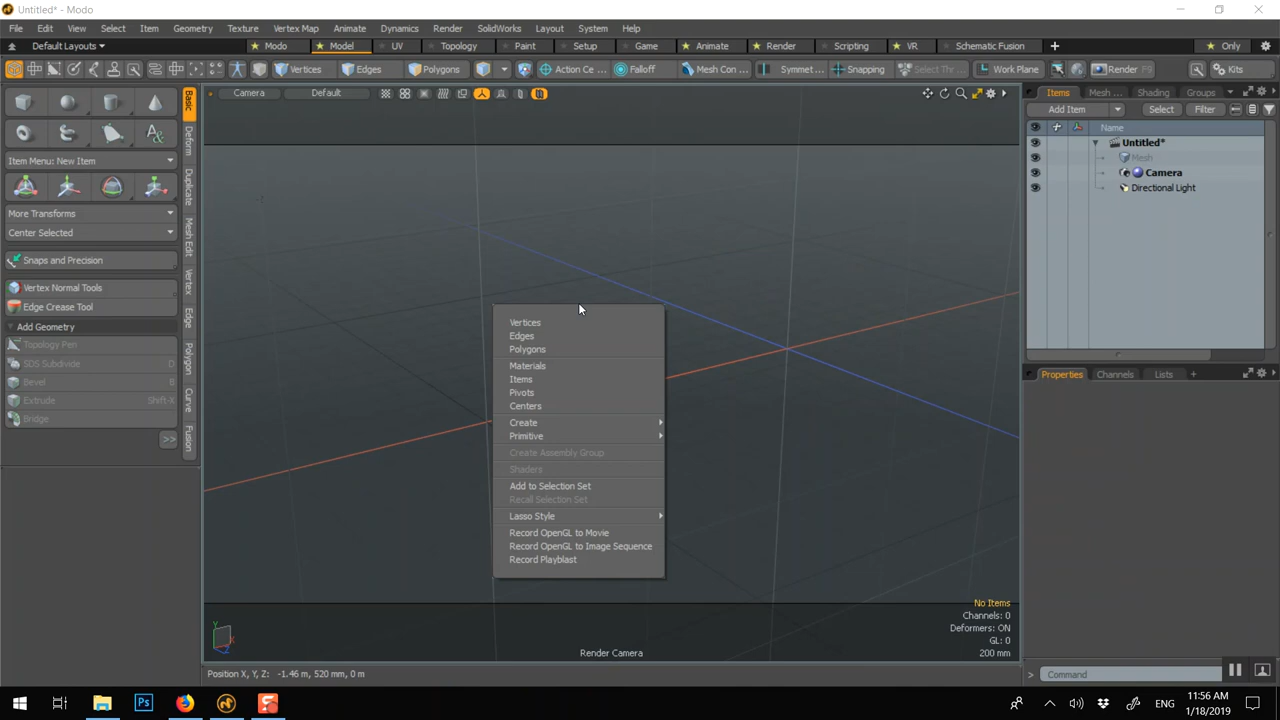 Untitled* - Modo
File Edit View Select Item Geometry Texture Vertex Map Animate Dynamics Render SolidWorks Layout System Help
Default Layouts Modo Model UV Topology Paint Setup Game Animate Render Scripting VR Schematic Fusion Only
Vertices Edges Polygons Action Ce ... Falloff Mesh Con ... Symmet ... Snapping Select Thr ... Work Plane Render F9 Kits
Camera Default
Items Mesh ... Shading Groups
Add Item Select Filter
Name
Untitled*
Mesh
Camera
Directional Light
Basic
Deform
Duplicate
Mesh Edit
Vertex
Edge
Polygon
Curve
Fusion
Item Menu: New Item
More Transforms
Center Selected
Snaps and Precision
Vertex Normal Tools
Edge Crease Tool
Add Geometry
Topology Pen
SDS Subdivide D
Bevel B
Extrude Shift-X
Bridge
>>
Vertices
Edges
Polygons
Materials
Items
Pivots
Centers
Create
Primitive
Create Assembly Group
Shaders
Add to Selection Set
Recall Selection Set
Lasso Style
Record OpenGL to Movie
Record OpenGL to Image Sequence
Record Playblast
Properties Channels Lists +
No Items
Channels: 0
Deformers: ON
GL: 0
200 mm
Render Camera
Y
X
Z
Position X, Y, Z: -1.46 m, 520 mm, 0 m
Command
Ps
ENG
11:56 AM
1/18/2019